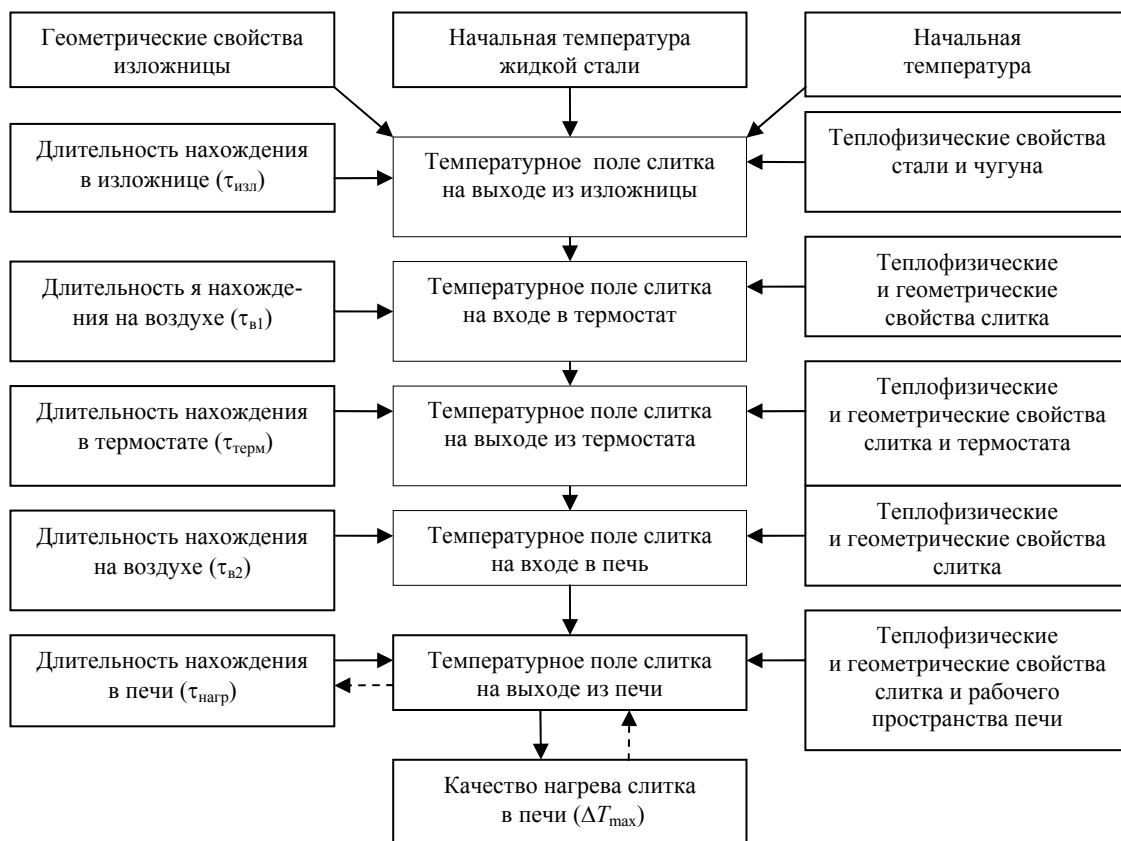 Геометрические свойства
изложницы
Начальная температура
жидкой стали
Начальная
температура
Длительность нахождения
в изложнице (τизл)
Температурное поле слитка
на выходе из изложницы
Теплофизические свойства
стали и чугуна
Длительность я нахожде-
ния на воздухе (τв1)
Температурное поле слитка
на входе в термостат
Теплофизические
и геометрические
свойства слитка
Длительность нахождения
в термостате (τтерм)
Температурное поле слитка
на выходе из термостата
Теплофизические
и геометрические свойства
слитка и термостата
Длительность нахождения
на воздухе (τв2)
Температурное поле слитка
на входе в печь
Теплофизические
и геометрические свойства
слитка
Длительность нахождения
в печи (τнагр)
Температурное поле слитка
на выходе из печи
Теплофизические
и геометрические свойства
слитка и рабочего
пространства печи
Качество нагрева слитка
в печи (ΔTmax)